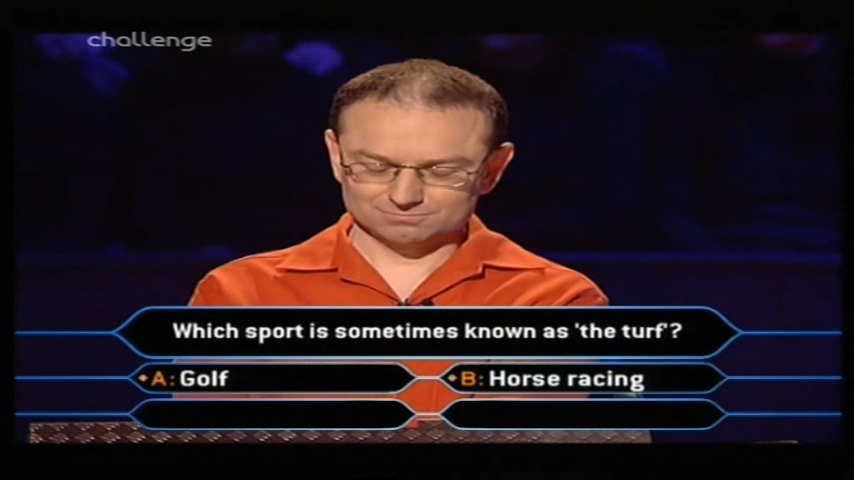 challenge
Which sport is sometimes known as 'the turf'?
A: Golf
B: Horse racing